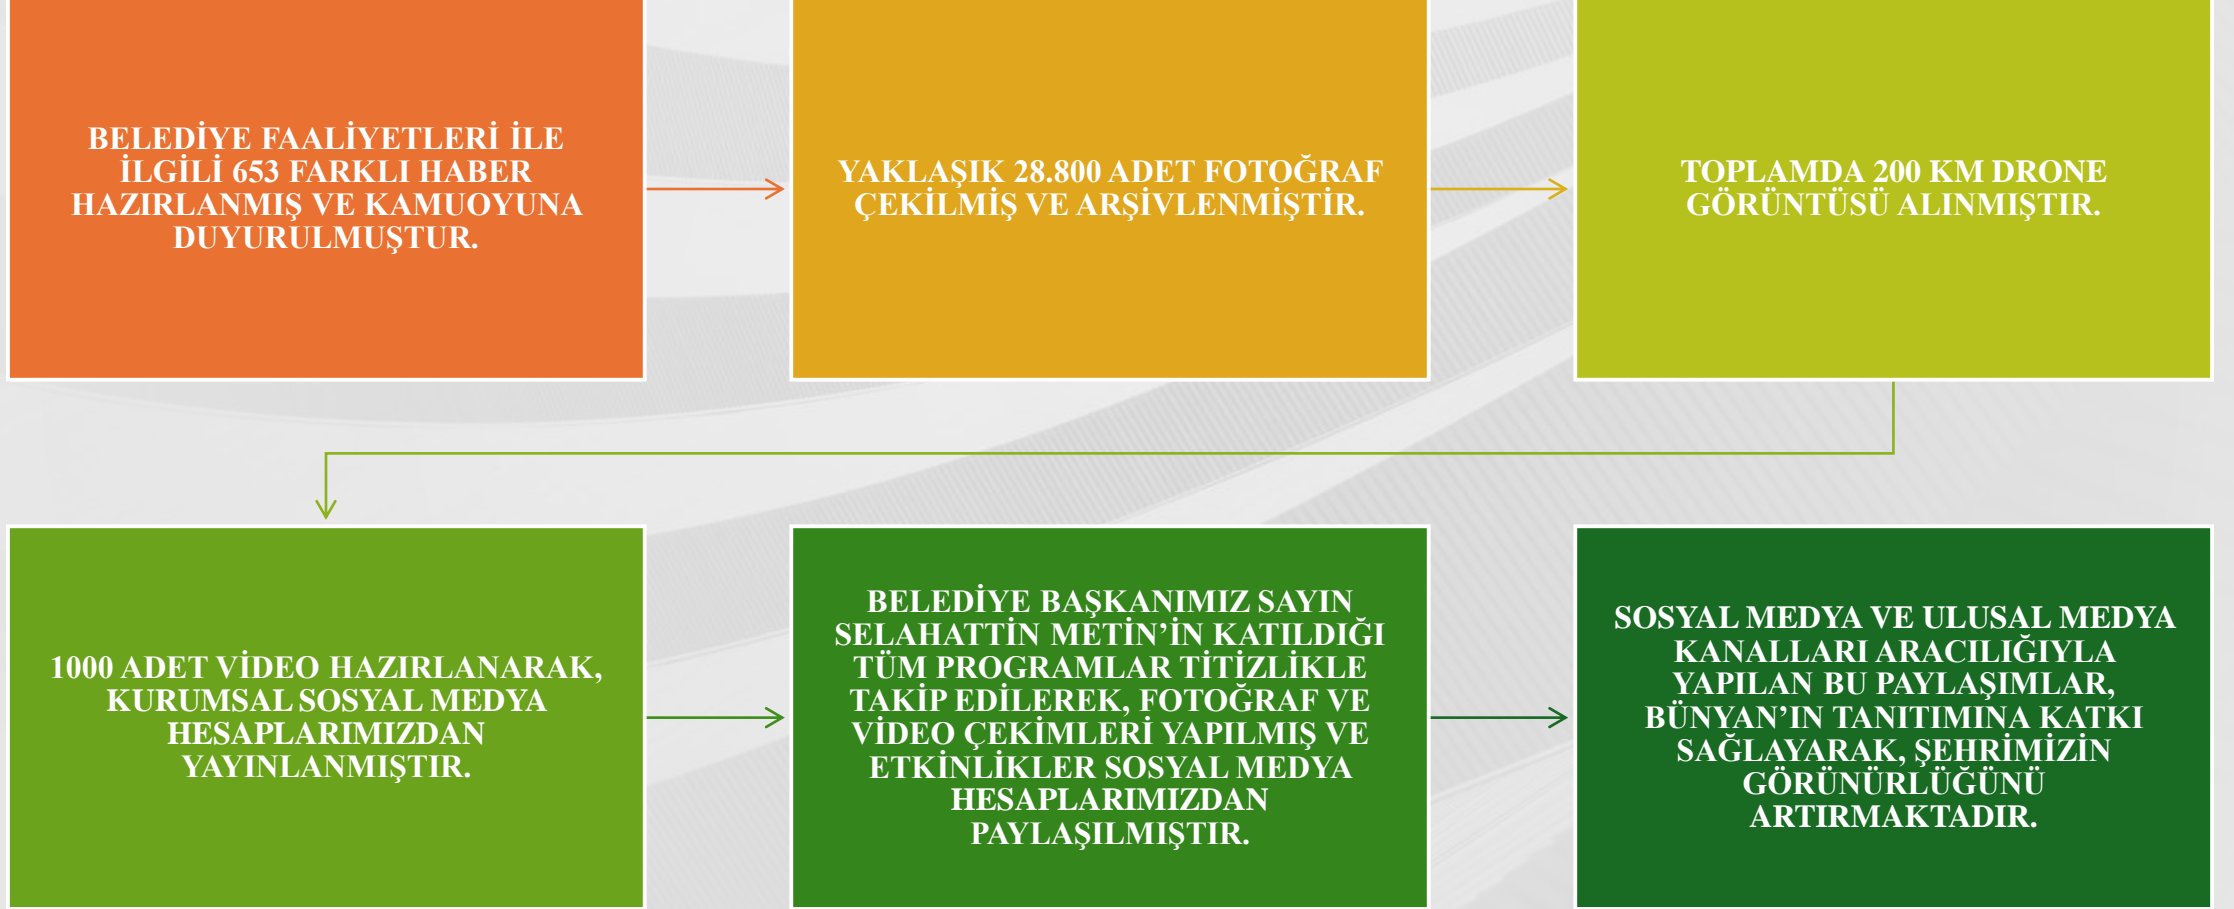 BELEDİYE FAALİYETLERİ İLE
İLGİLİ 653 FARKLI HABER
HAZIRLANMIŞ VE KAMUOYUNA
DUYURULMUŞTUR.
YAKLAŞIK 28.800 ADET FOTOĞRAF
ÇEKİLMİŞ VE ARŞİVLENMİŞTİR.
TOPLAMDA 200 KM DRONE
GÖRÜNTÜSÜ ALINMIŞTIR.
1000 ADET VİDEO HAZIRLANARAK,
KURUMSAL SOSYAL MEDYA
HESAPLARIMIZDAN
YAYINLANMIŞTIR.
BELEDİYE BAŞKANIMIZ SAYIN
SELAHATTİN METİN’İN KATILDIĞI
TÜM PROGRAMLAR TİTİZLİKLE
TAKİP EDİLEREK, FOTOĞRAF VE
VİDEO ÇEKİMLERİ YAPILMIŞ VE
ETKİNLİKLER SOSYAL MEDYA
HESAPLARIMIZDAN
PAYLAŞILMIŞTIR.
SOSYAL MEDYA VE ULUSAL MEDYA
KANALLARI ARACILIĞIYLA
YAPILAN BU PAYLAŞIMLAR,
BÜNYAN’IN TANITIMINA KATKI
SAĞLAYARAK, ŞEHRİMİZİN
GÖRÜNÜRLÜĞÜNÜ
ARTIRMAKTADIR.